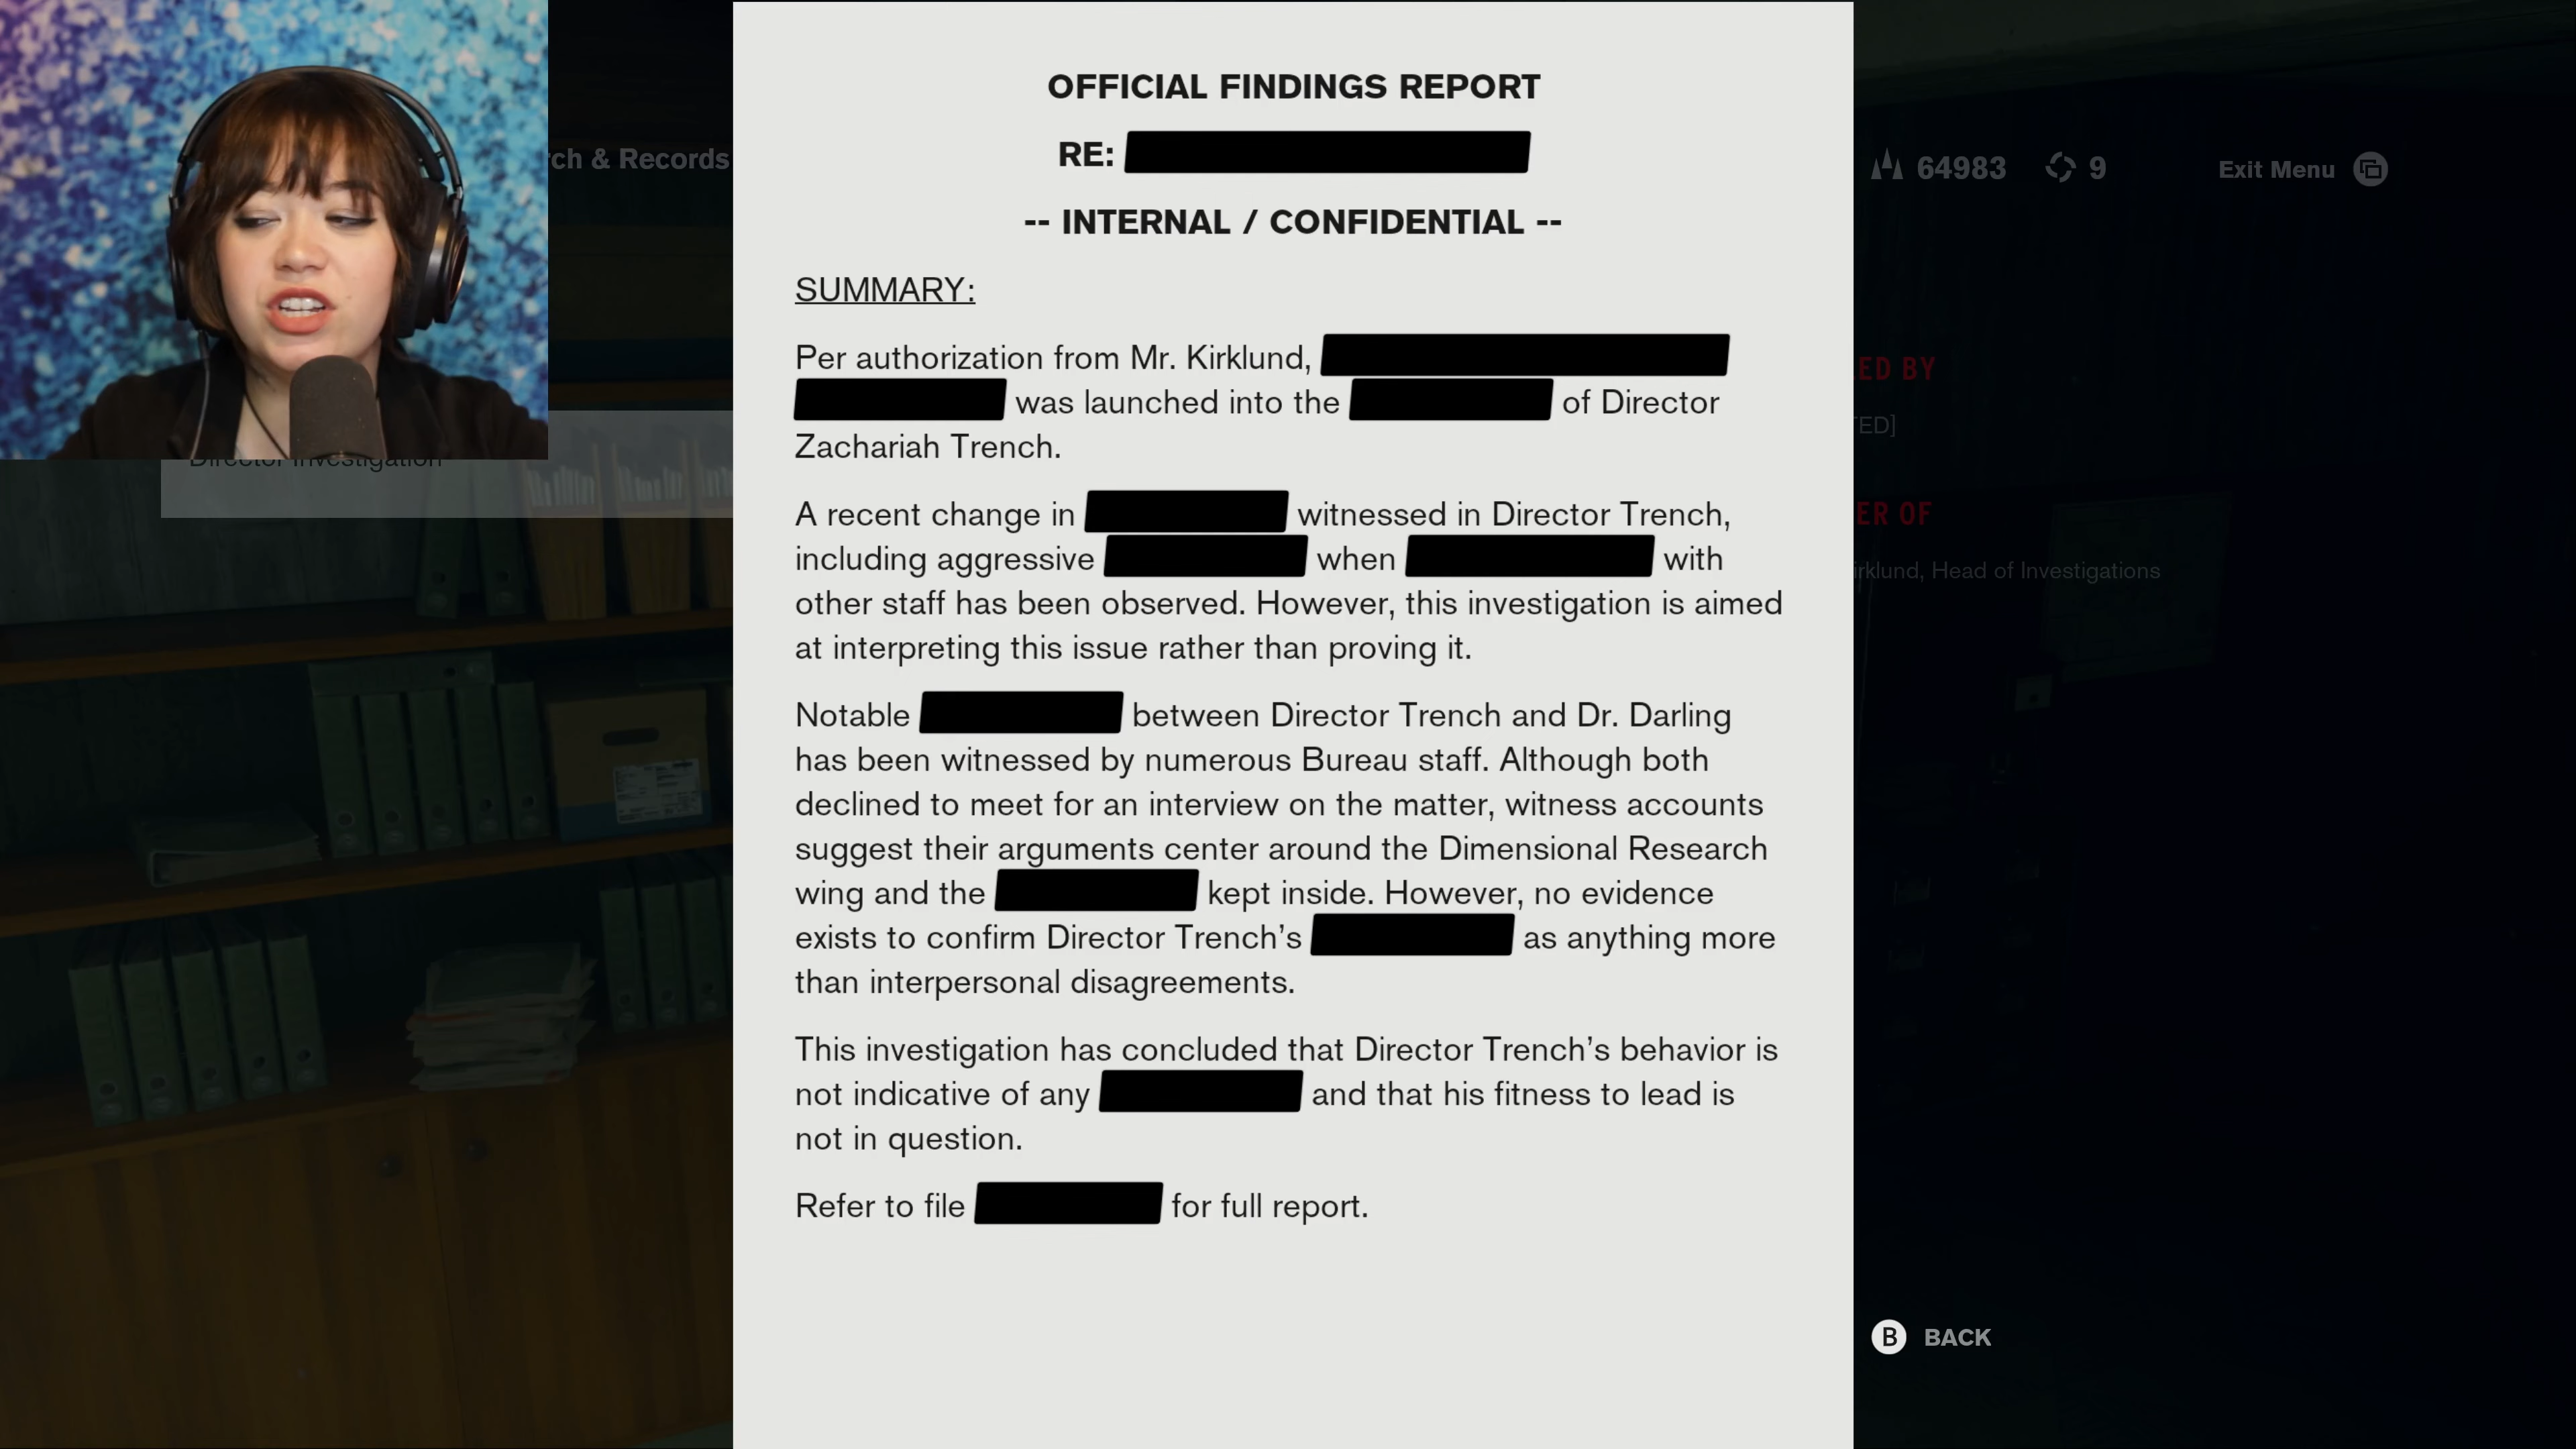 rch & Records
64983
9
Exit Menu
OFFICIAL FINDINGS REPORT
RE:
-- INTERNAL / CONFIDENTIAL --
SUMMARY:
Per authorization from Mr. Kirklund,
was launched into the of Director
Zachariah Trench.
A recent change in witnessed in Director Trench,
including aggressive when with
other staff has been observed. However, this investigation is aimed
at interpreting this issue rather than proving it.
Notable between Director Trench and Dr. Darling
has been witnessed by numerous Bureau staff. Although both
declined to meet for an interview on the matter, witness accounts
suggest their arguments center around the Dimensional Research
wing and the kept inside. However, no evidence
exists to confirm Director Trench’s as anything more
than interpersonal disagreements.
This investigation has concluded that Director Trench’s behavior is
not indicative of any and that his fitness to lead is
not in question.
Refer to file for full report.
Director Investigation
ED BY
TED]
ER OF
irklund, Head of Investigations
B BACK